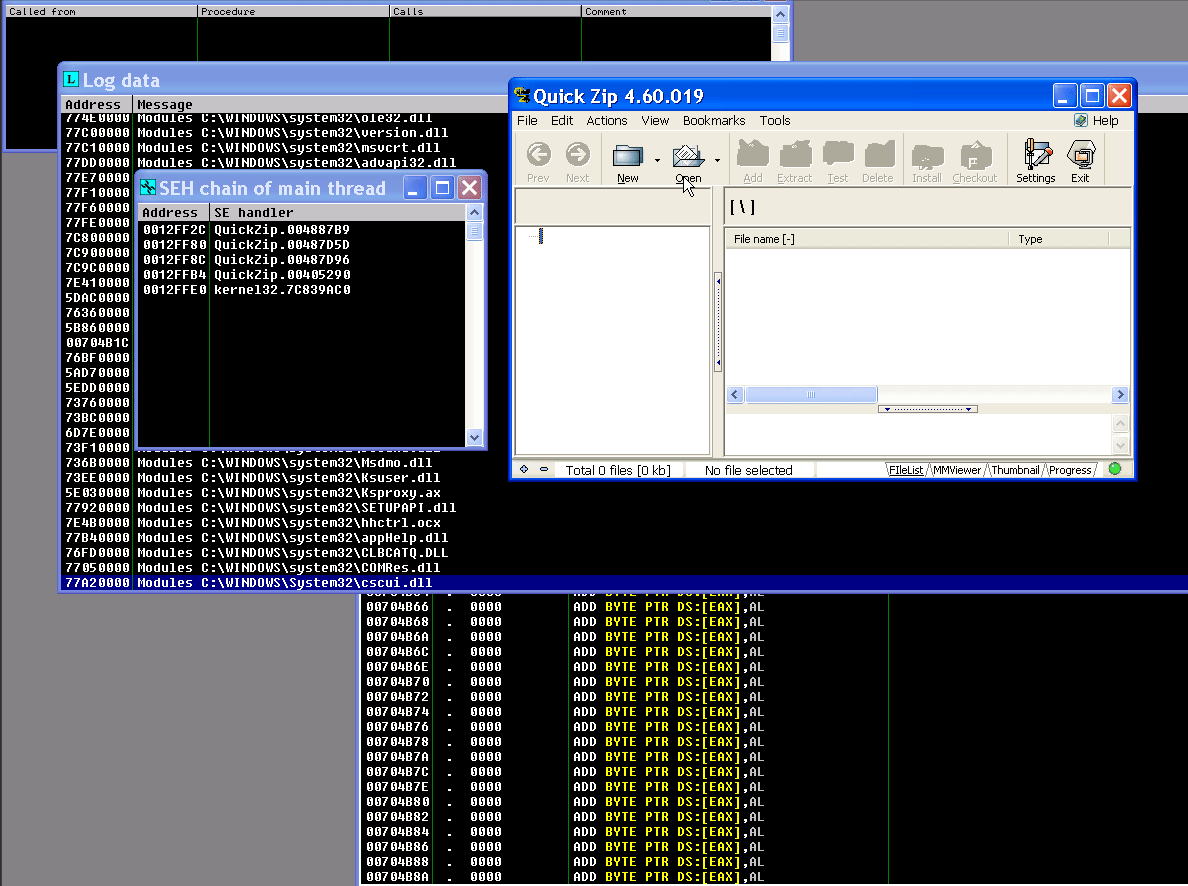 Called from Procedure Calls Comment
L Log data
Address Message
774E0000 Modules C:\WINDOWS\system32\ole32.dll
77C00000 Modules C:\WINDOWS\system32\version.dll
77C10000 Modules C:\WINDOWS\system32\msvcrt.dll
77DD0000 Modules C:\WINDOWS\system32\advapi32.dll
77E70
77F10
77F60
77FE0
7C800
7C900
7C9C0
7E410
5DAC0000
76360000
5B860000
00704B1C
76BF0000
5AD70000
5EDD0000
73760000
73BC0000
6D7E0000
73F10000
736B0000 Modules C:\WINDOWS\system32\Msdmo.dll
73EE0000 Modules C:\WINDOWS\system32\Ksuser.dll
5E030000 Modules C:\WINDOWS\system32\Ksproxy.ax
77920000 Modules C:\WINDOWS\system32\SETUPAPI.dll
7E4B0000 Modules C:\WINDOWS\system32\hhctrl.ocx
77B40000 Modules C:\WINDOWS\system32\appHelp.dll
76FD0000 Modules C:\WINDOWS\system32\CLBCATQ.DLL
77050000 Modules C:\WINDOWS\system32\COMRes.dll
77A20000 Modules C:\WINDOWS\System32\cscui.dll
SEH chain of main thread
Address SE handler
0012FF2C QuickZip.004887B9
0012FF80 QuickZip.00487D5D
0012FF8C QuickZip.00487D96
0012FFB4 QuickZip.00405290
0012FFE0 kernel32.7C839AC0
Quick Zip 4.60.019
File Edit Actions View Bookmarks Tools Help
Prev Next New Open Add Extract Test Delete Install Checkout Settings Exit
[\]
File name [-] Type
Total 0 files [0 kb] No file selected FileList MMViewer Thumbnail Progress
00704B66 . 0000 ADD BYTE PTR DS:[EAX],AL
00704B68 . 0000 ADD BYTE PTR DS:[EAX],AL
00704B6A . 0000 ADD BYTE PTR DS:[EAX],AL
00704B6C . 0000 ADD BYTE PTR DS:[EAX],AL
00704B6E . 0000 ADD BYTE PTR DS:[EAX],AL
00704B70 . 0000 ADD BYTE PTR DS:[EAX],AL
00704B72 . 0000 ADD BYTE PTR DS:[EAX],AL
00704B74 . 0000 ADD BYTE PTR DS:[EAX],AL
00704B76 . 0000 ADD BYTE PTR DS:[EAX],AL
00704B78 . 0000 ADD BYTE PTR DS:[EAX],AL
00704B7A . 0000 ADD BYTE PTR DS:[EAX],AL
00704B7C . 0000 ADD BYTE PTR DS:[EAX],AL
00704B7E . 0000 ADD BYTE PTR DS:[EAX],AL
00704B80 . 0000 ADD BYTE PTR DS:[EAX],AL
00704B82 . 0000 ADD BYTE PTR DS:[EAX],AL
00704B84 . 0000 ADD BYTE PTR DS:[EAX],AL
00704B86 . 0000 ADD BYTE PTR DS:[EAX],AL
00704B88 . 0000 ADD BYTE PTR DS:[EAX],AL
00704B8A . 0000 ADD BYTE PTR DS:[EAX],AL